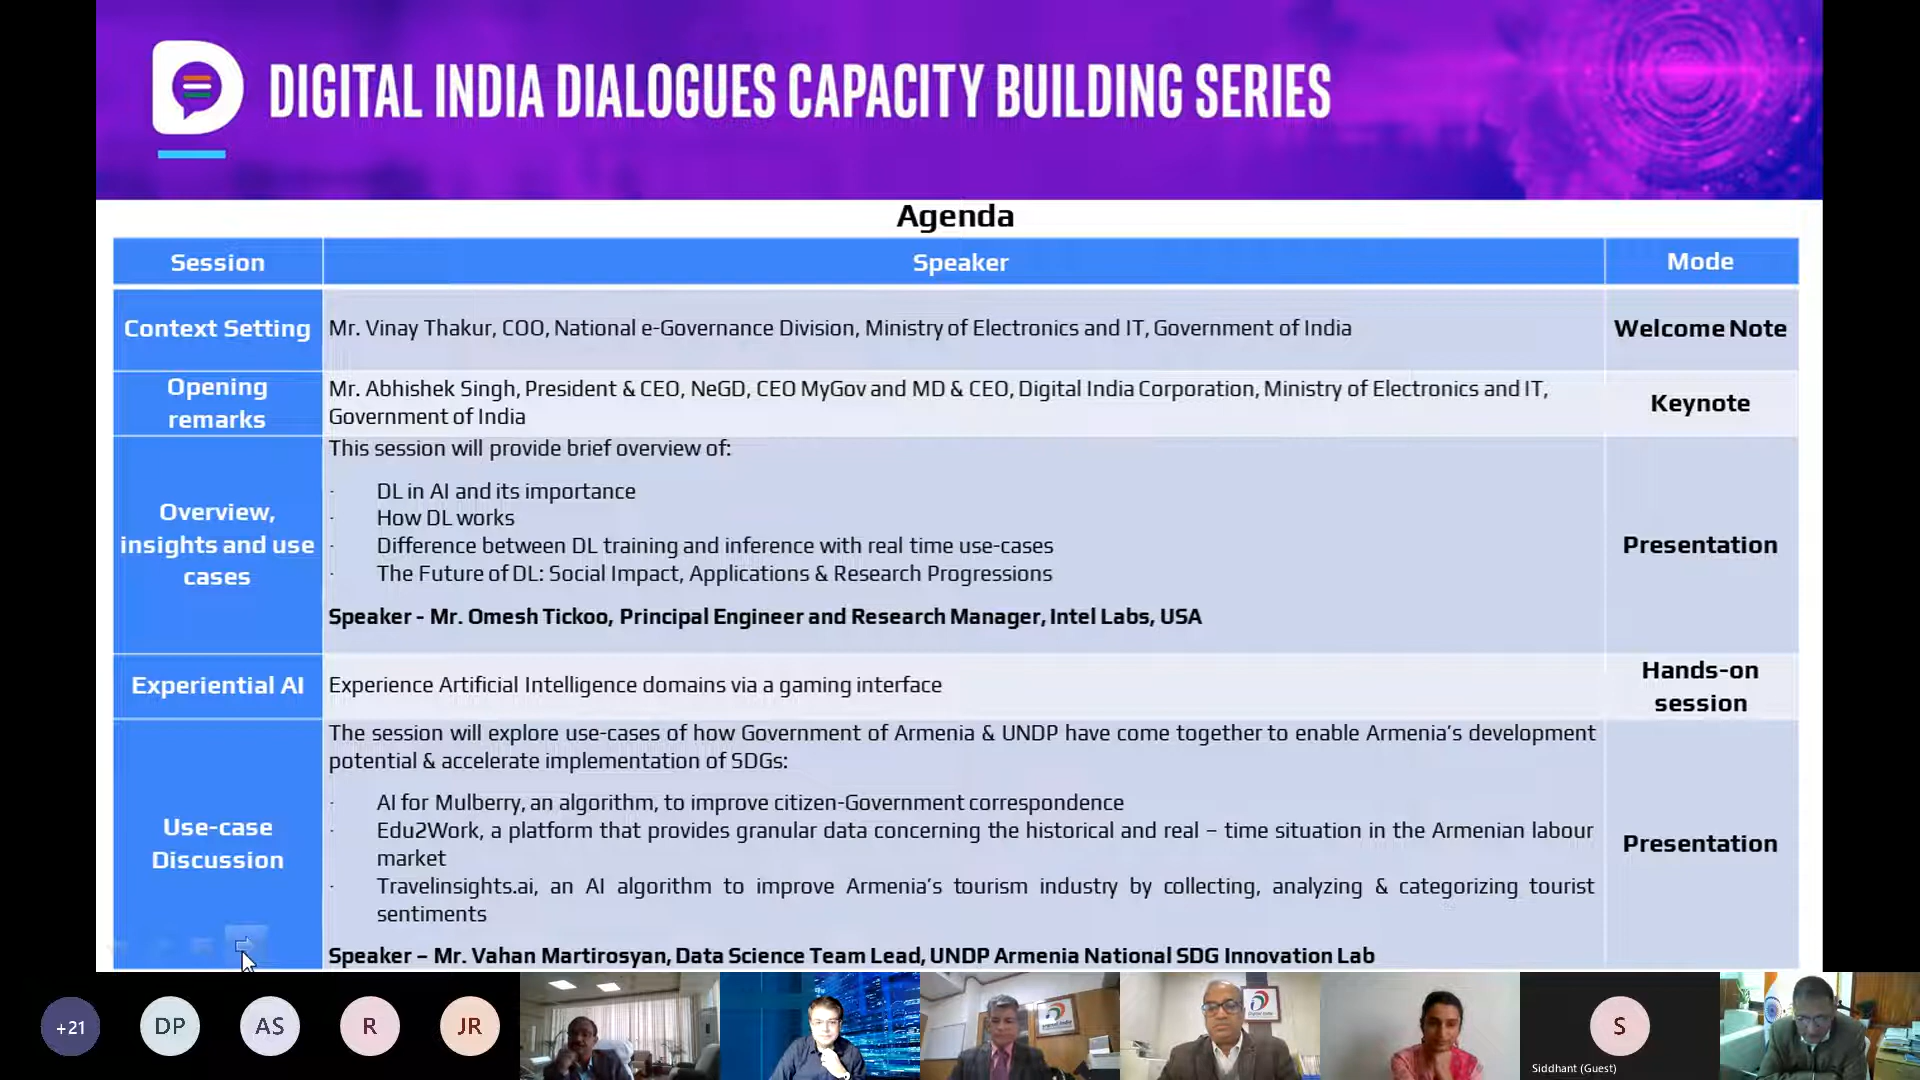 DIGITAL INDIA DIALOGUES CAPACITY BUILDING SERIES
Agenda
Session
Speaker
Mode
Context Setting
Mr. Vinay Thakur, COO, National e-Governance Division, Ministry of Electronics and IT, Government of India
Welcome Note
Opening
remarks
Mr. Abhishek Singh, President & CEO, NeGD, CEO MyGov and MD & CEO, Digital India Corporation, Ministry of Electronics and IT,
Government of India
Keynote
Overview,
insights and use
cases
This session will provide brief overview of:
· DL in AI and its importance
· How DL works
· Difference between DL training and inference with real time use-cases
· The Future of DL: Social Impact, Applications & Research Progressions
Speaker - Mr. Omesh Tickoo, Principal Engineer and Research Manager, Intel Labs, USA
Presentation
Experiential AI
Experience Artificial Intelligence domains via a gaming interface
Hands-on
session
Use-case
Discussion
The session will explore use-cases of how Government of Armenia & UNDP have come together to enable Armenia's development
potential & accelerate implementation of SDGs:
· AI for Mulberry, an algorithm, to improve citizen-Government correspondence
· Edu2Work, a platform that provides granular data concerning the historical and real – time situation in the Armenian labour
market
· Travelinsights.ai, an AI algorithm to improve Armenia's tourism industry by collecting, analyzing & categorizing tourist
sentiments
Speaker – Mr. Vahan Martirosyan, Data Science Team Lead, UNDP Armenia National SDG Innovation Lab
Presentation
+21
DP
AS
R
JR
Digital India
Digital India
S
Siddhant (Guest)